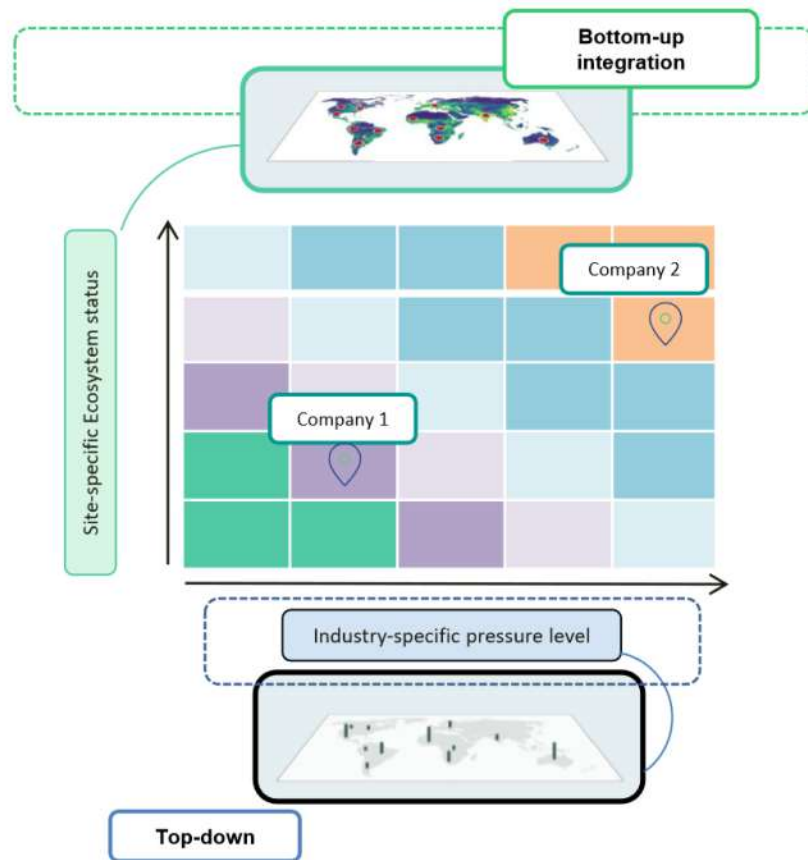 Bottom-up
integration
Company 2
Site-specific Ecosystem status
Company 1
Industry-specific pressure level
Top-down